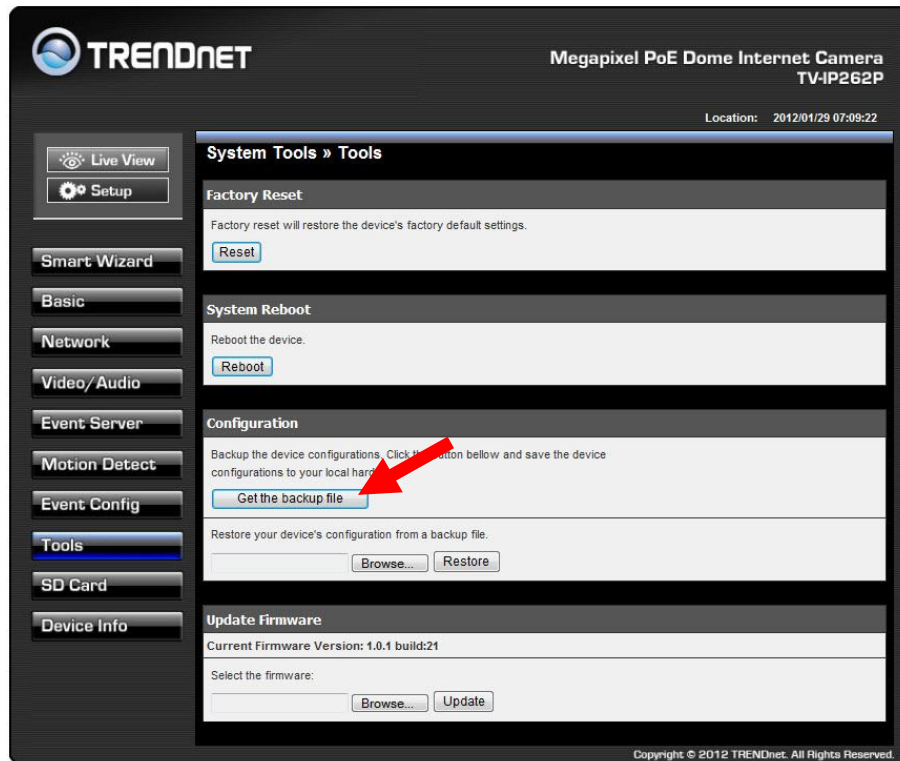 TRENDNET
Megapixel PoE Dome Internet Camera
TV-IP262P
Location: 2012/01/29 07:09:22
Live View
Setup
Smart Wizard
Basic
Network
Video/Audio
Event Server
Motion Detect
Event Config
Tools
SD Card
Device Info
System Tools » Tools
Factory Reset
Factory reset will restore the device's factory default settings.
Reset
System Reboot
Reboot the device.
Reboot
Configuration
Backup the device configurations. Click bellow and save the device
configurations to your local
Get the backup file
Restore your device's configuration from a backup file.
Browse... Restore
Update Firmware
Current Firmware Version: 1.0.1 build:21
Select the firmware:
Browse... Update
Copyright © 2012 TRENDnet. All Rights Reserved.